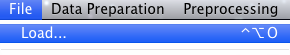 File Data Preparation Preprocessing
Load... ^⌥O